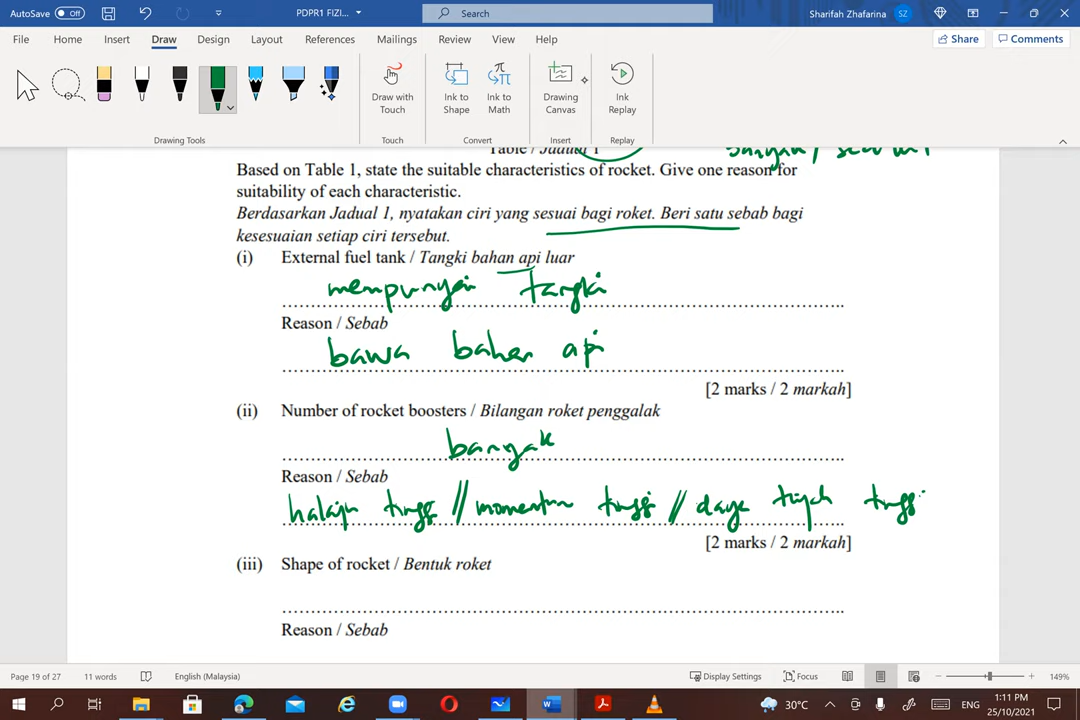 AutoSave Off PDPR1 FIZI... Search Sharifah Zhafarina SZ
File Home Insert Draw Design Layout References Mailings Review View Help Share Comments
Draw with Touch Ink to Shape Ink to Math Drawing Canvas Ink Replay
Drawing Tools Touch Convert Insert Replay
Table / Jadual 1
Based on Table 1, state the suitable characteristics of rocket. Give one reason for
suitability of each characteristic.
Berdasarkan Jadual 1, nyatakan ciri yang sesuai bagi roket. Beri satu sebab bagi
kesesuaian setiap ciri tersebut.
(i) External fuel tank / Tangki bahan api luar
mempunyai Tangki
Reason / Sebab
bawa bahan api
[2 marks / 2 markah]
(ii) Number of rocket boosters / Bilangan roket penggalak
banyak
Reason / Sebab
halaju tinggi // momentum tinggi // daya tujah tinggi
[2 marks / 2 markah]
(iii) Shape of rocket / Bentuk roket
Reason / Sebab
Page 19 of 27 11 words English (Malaysia) Display Settings Focus 149%
30°C ENG 1:11 PM 25/10/2021